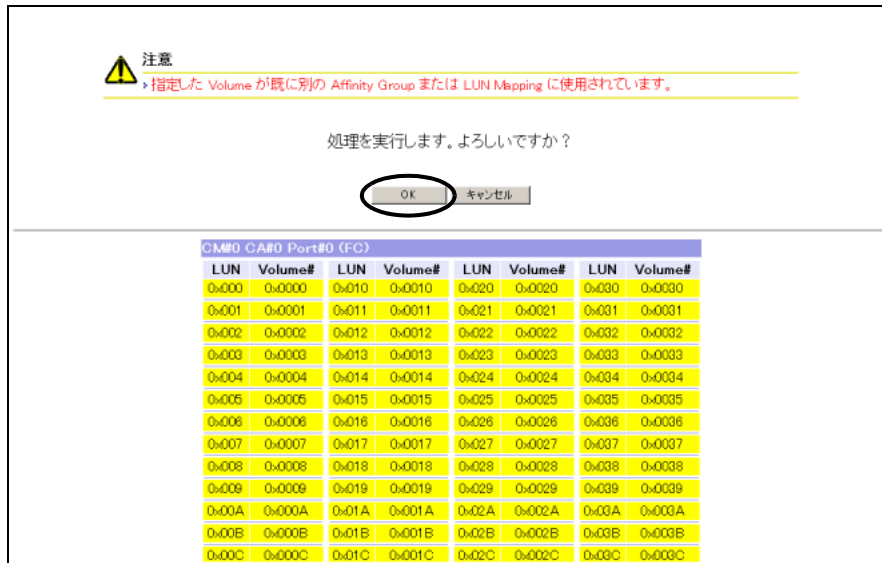 注意
指定した Volume が既に別の Affinity Group または LUN Mapping に使用されています。
処理を実行します。よろしいですか？
OK キャンセル
CM#0 CA#0 Port#0 (FC)
LUN Volume# LUN Volume# LUN Volume# LUN Volume#
0x000 0x0000 0x010 0x0010 0x020 0x0020 0x030 0x0030
0x001 0x0001 0x011 0x0011 0x021 0x0021 0x031 0x0031
0x002 0x0002 0x012 0x0012 0x022 0x0022 0x032 0x0032
0x003 0x0003 0x013 0x0013 0x023 0x0023 0x033 0x0033
0x004 0x0004 0x014 0x0014 0x024 0x0024 0x034 0x0034
0x005 0x0005 0x015 0x0015 0x025 0x0025 0x035 0x0035
0x006 0x0006 0x016 0x0016 0x026 0x0026 0x036 0x0036
0x007 0x0007 0x017 0x0017 0x027 0x0027 0x037 0x0037
0x008 0x0008 0x018 0x0018 0x028 0x0028 0x038 0x0038
0x009 0x0009 0x019 0x0019 0x029 0x0029 0x039 0x0039
0x00A 0x000A 0x01A 0x001A 0x02A 0x002A 0x03A 0x003A
0x00B 0x000B 0x01B 0x001B 0x02B 0x002B 0x03B 0x003B
0x00C 0x000C 0x01C 0x001C 0x02C 0x002C 0x03C 0x003C